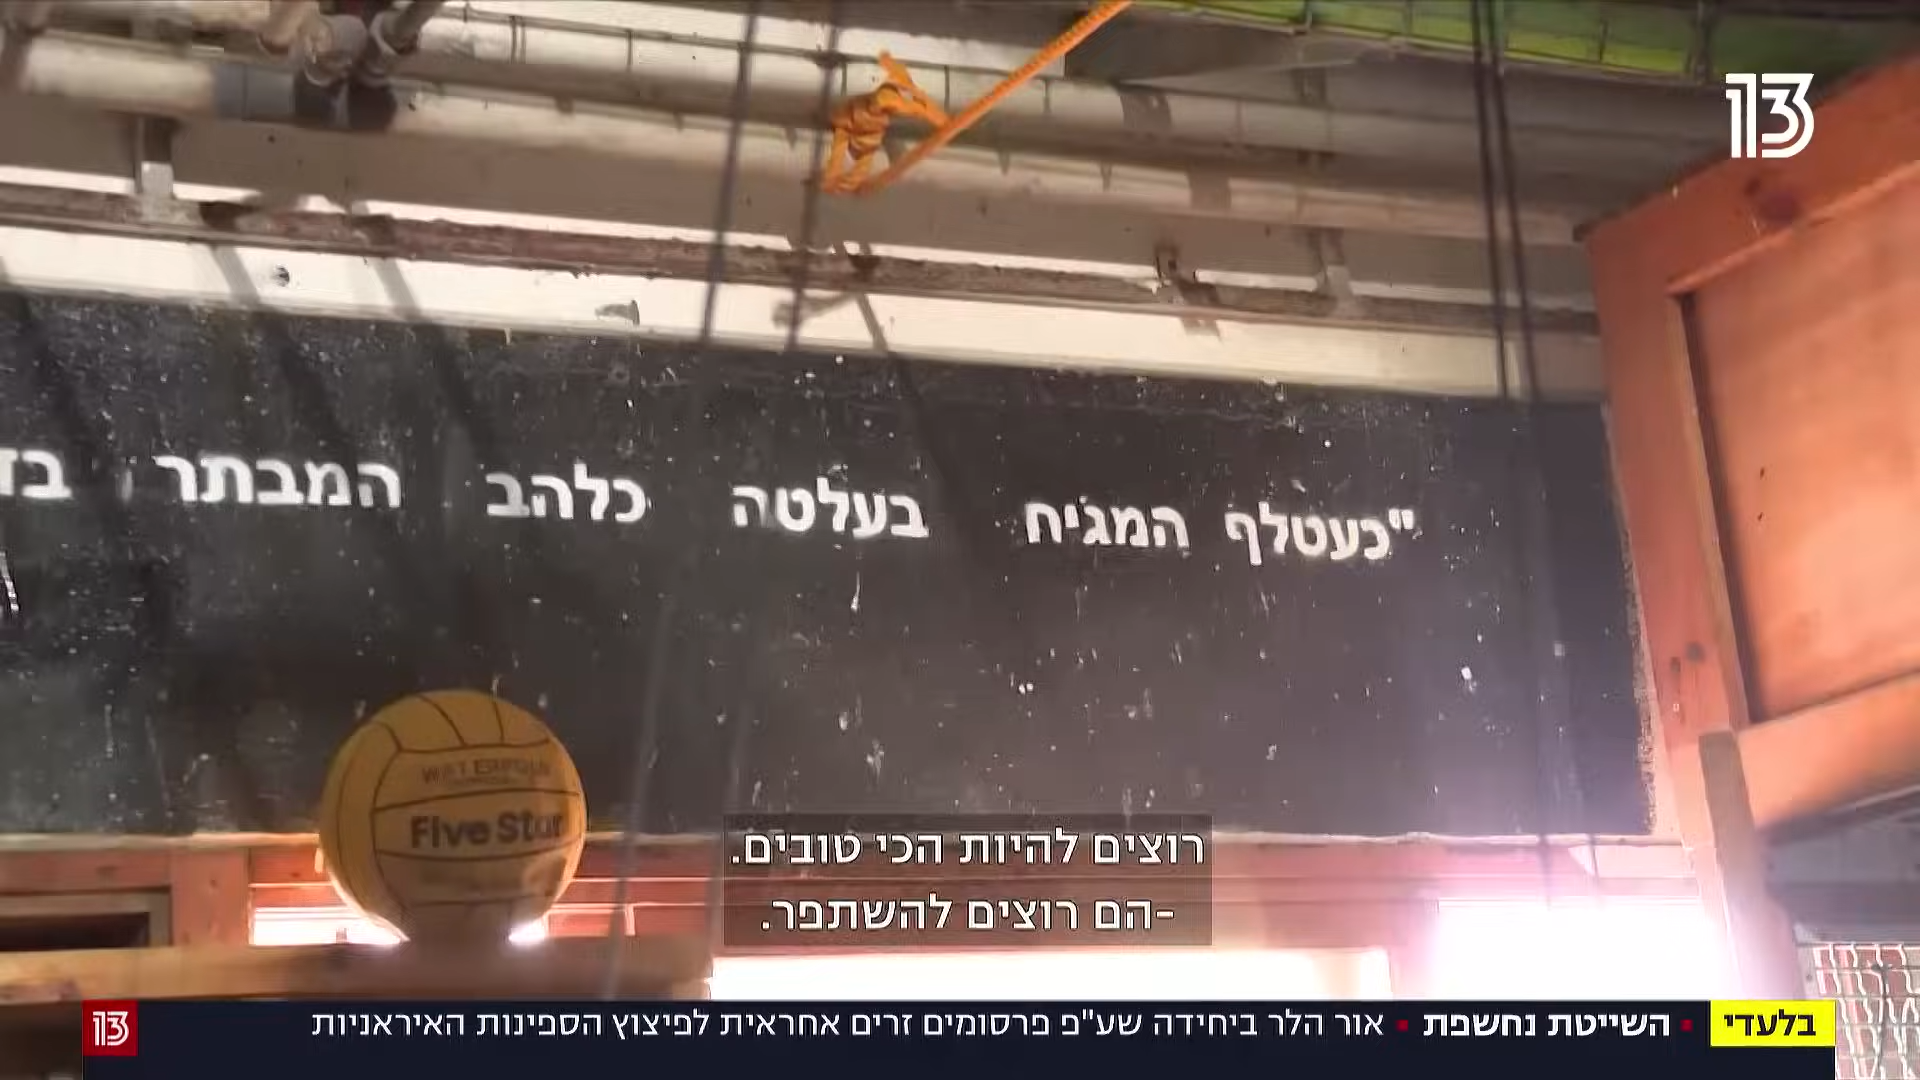 13
"כעטלף המגיח בעלטה כלהב המבתר
WATERPOLO
Five Star
רוצים להיות הכי טובים.
-הם רוצים להשתפר.
בלעדי ▪ השייטת נחשפת ▪ אור הלר ביחידה שע"פ פרסומים זרים אחראית לפיצוץ הספינות האיראניות
13